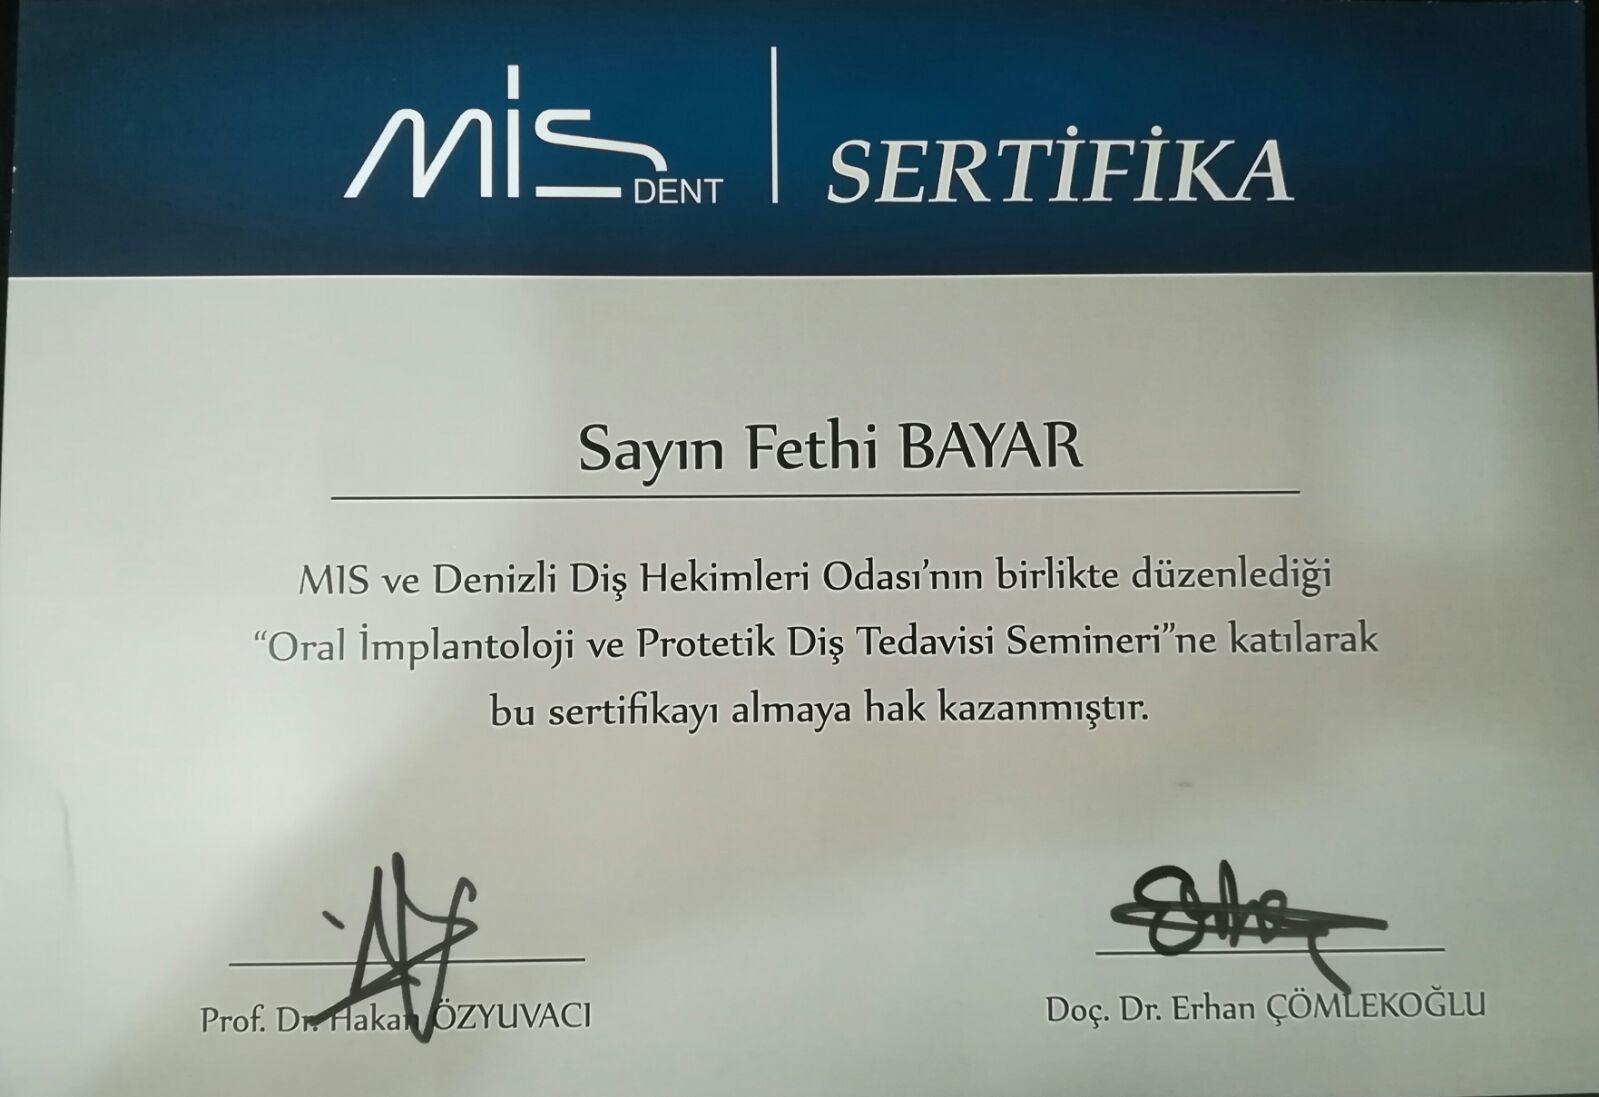 MIS DENT SERTİFİKA
Sayın Fethi BAYAR
MIS ve Denizli Diş Hekimleri Odası'nın birlikte düzenlediği
“Oral İmplantoloji ve Protetik Diş Tedavisi Semineri”ne katılarak
bu sertifikayı almaya hak kazanmıştır.
Prof. Dr. Hakan ÖZYUVACI
Doç. Dr. Erhan ÇÖMLEKOĞLU